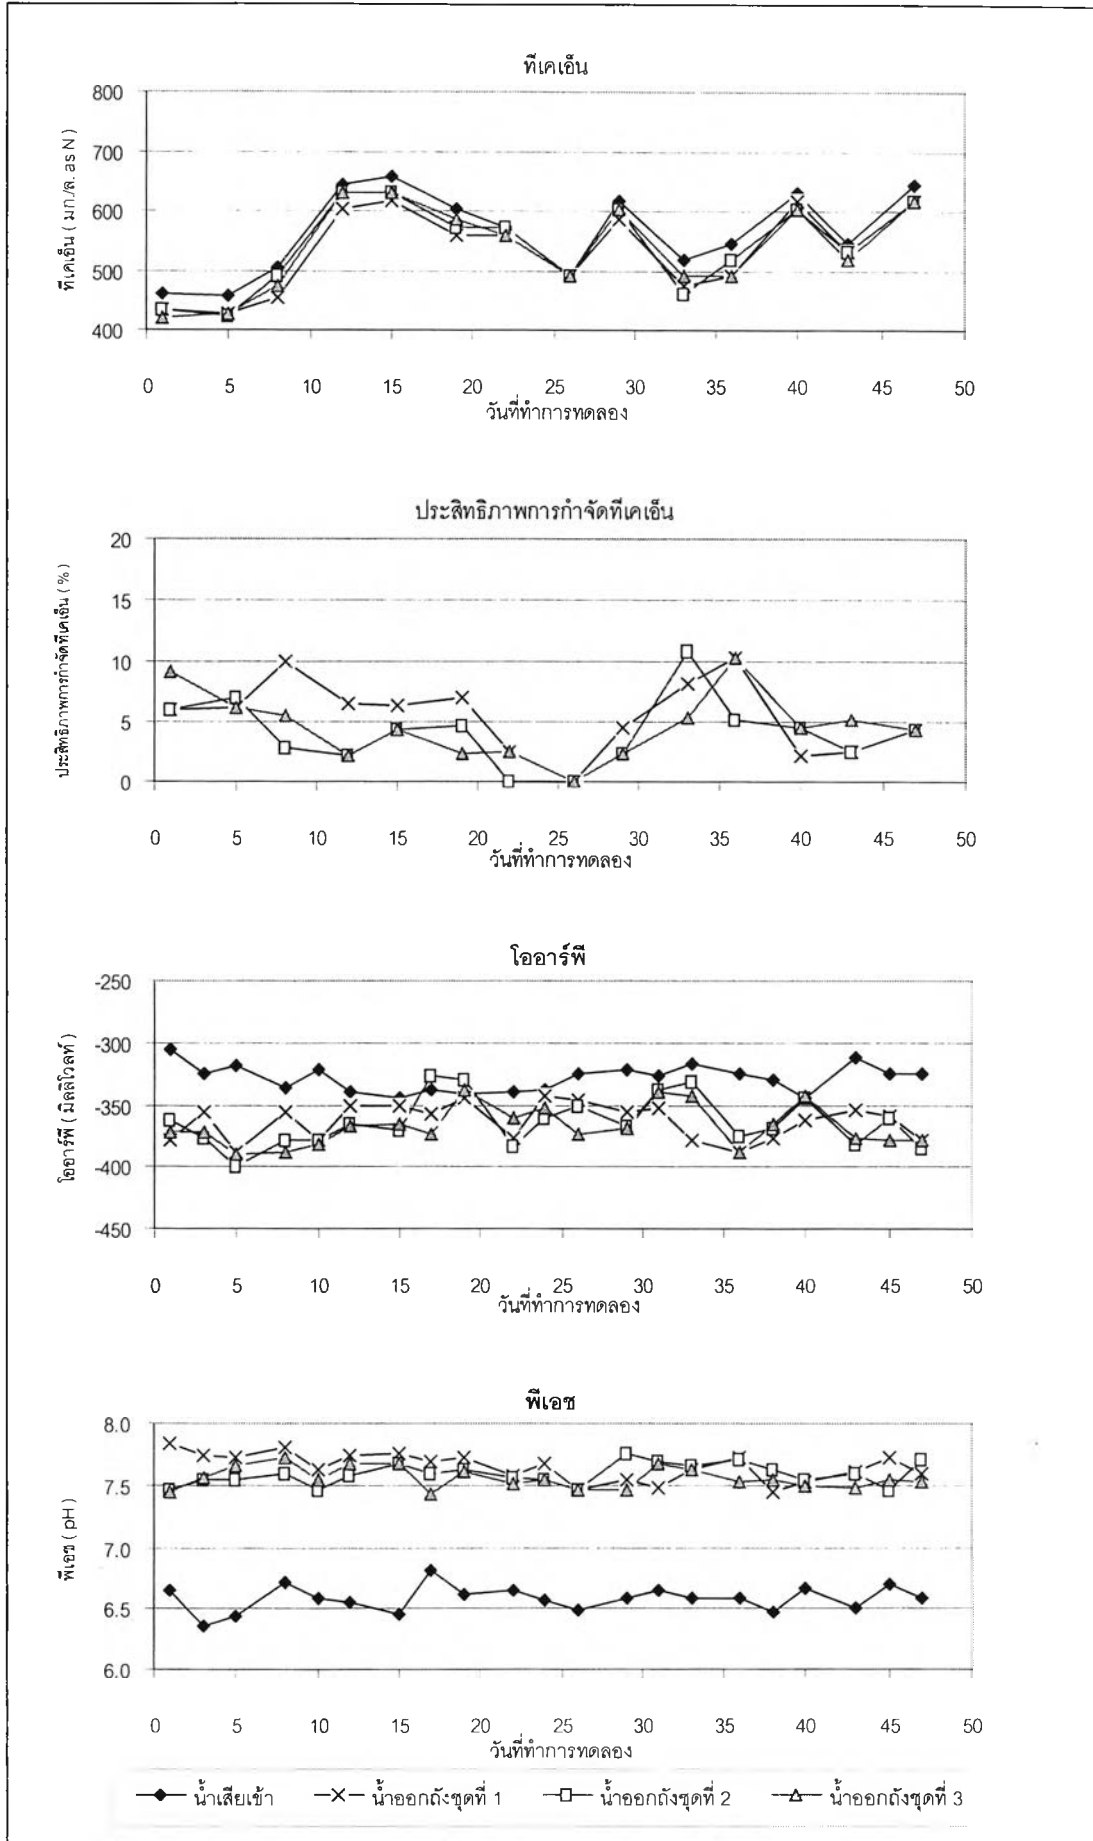 ทีเคเอ็น
ทีเคเอ็น ( มก./ล. as N )
800
700
600
500
400
0 5 10 15 20 25 30 35 40 45 50
วันที่ทำการทดลอง
ประสิทธิภาพการกำจัดทีเคเอ็น
ประสิทธิภาพการกำจัดทีเคเอ็น ( % )
20
15
10
5
0
0 5 10 15 20 25 30 35 40 45 50
วันที่ทำการทดลอง
โออาร์พี
โออาร์พี ( มิลลิโวลท์ )
-250
-300
-350
-400
-450
0 5 10 15 20 25 30 35 40 45 50
วันที่ทำการทดลอง
พีเอช
พีเอช ( pH )
8.0
7.5
7.0
6.5
6.0
0 5 10 15 20 25 30 35 40 45 50
วันที่ทำการทดลอง
น้ำเสียเข้า น้ำออกถังชุดที่ 1 น้ำออกถังชุดที่ 2 น้ำออกถังชุดที่ 3